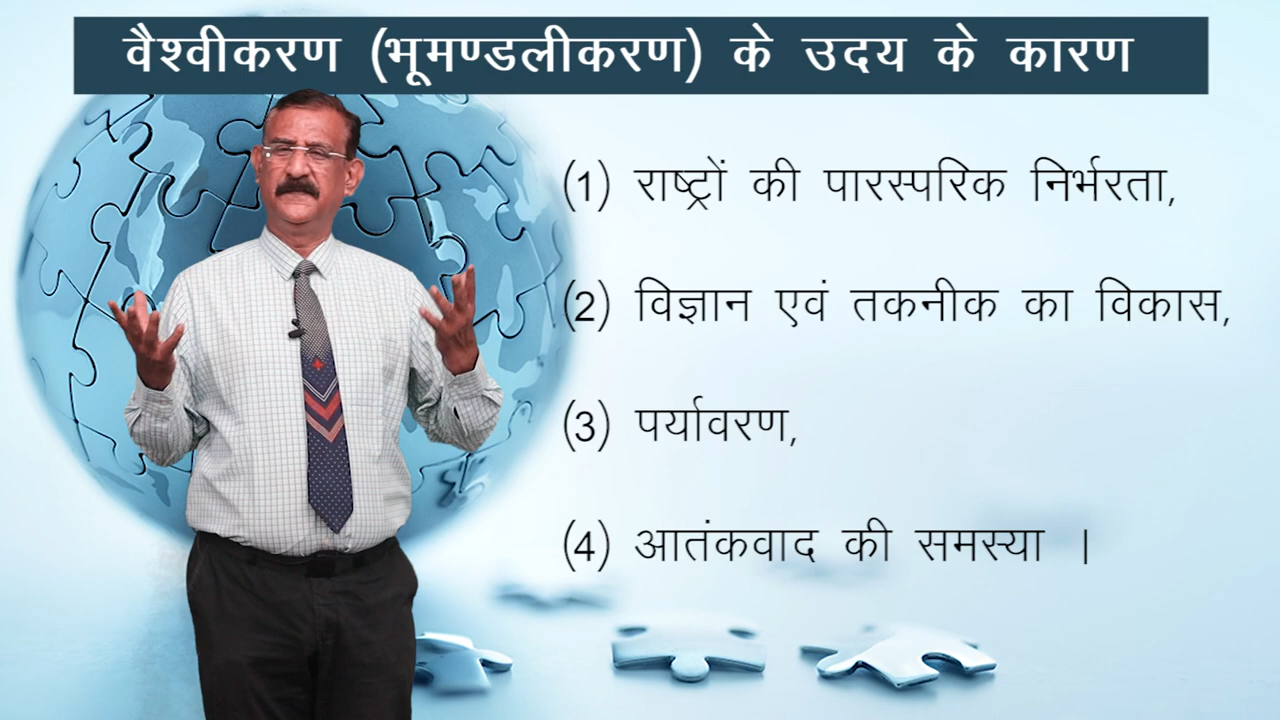 वैश्वीकरण (भूमण्डलीकरण) के उदय के कारण
(1) राष्ट्रों की पारस्परिक निर्भरता,
(2) विज्ञान एवं तकनीक का विकास,
(3) पर्यावरण,
(4) आतंकवाद की समस्या ।